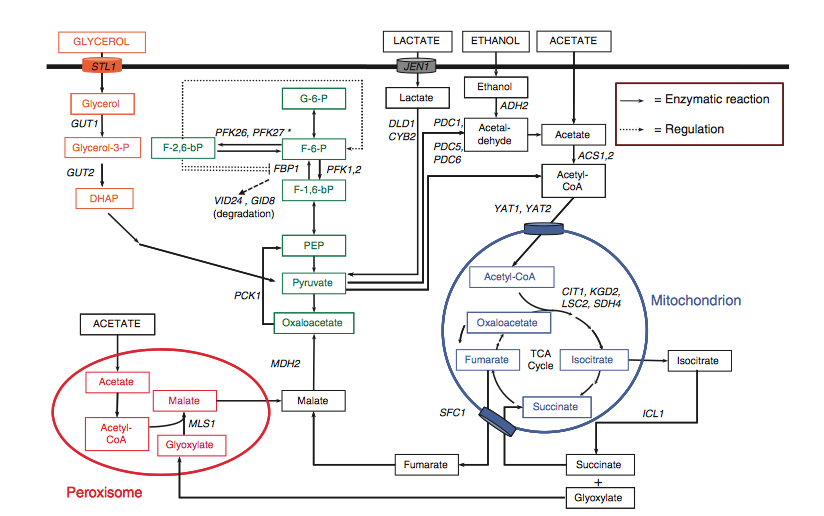 GLYCEROL
LACTATE
ETHANOL
ACETATE
STL1
JEN1
Glycerol
G-6-P
Lactate
Ethanol
= Enzymatic reaction
= Regulation
GUT1
PFK26, PFK27 *
DLD1
CYB2
PDC1,
PDC5,
PDC6
ADH2
Acetal-
dehyde
Acetate
Glycerol-3-P
F-2,6-bP
F-6-P
ACS1,2
GUT2
FBP1
PFK1,2
Acetyl-
CoA
DHAP
F-1,6-bP
VID24 , GID8
(degradation)
YAT1, YAT2
PEP
Pyruvate
PCK1
Oxaloacetate
Acetyl-CoA
CIT1, KGD2,
LSC2, SDH4
Mitochondrion
Oxaloacetate
Fumarate
TCA
Cycle
Isocitrate
Isocitrate
Succinate
SFC1
ICL1
ACETATE
MDH2
Acetate
Malate
Malate
Acetyl-
CoA
MLS1
Glyoxylate
Peroxisome
Fumarate
Succinate
+
Glyoxylate